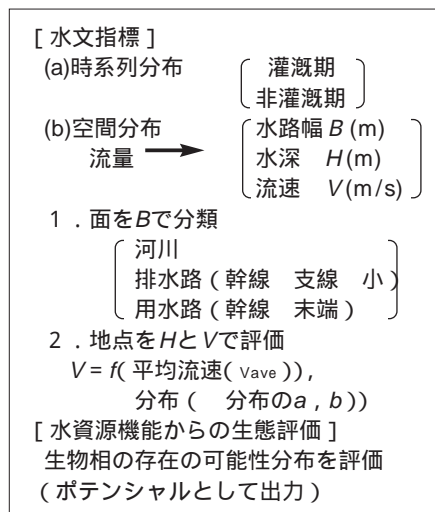 [ 水文指標 ]
(a)時系列分布 灌漑期
非灌漑期
(b)空間分布 水路幅 B (m)
流量 → 水深 H(m)
流速 V(m/s)
1．面をBで分類
河川
排水路（幹線 支線 小）
用水路（幹線 末端）
2．地点をHとVで評価
V = f( 平均流速( Vave )) ,
分布（ 分布のa , b ））
[ 水資源機能からの生態評価 ]
生物相の存在の可能性分布を評価
（ポテンシャルとして出力）